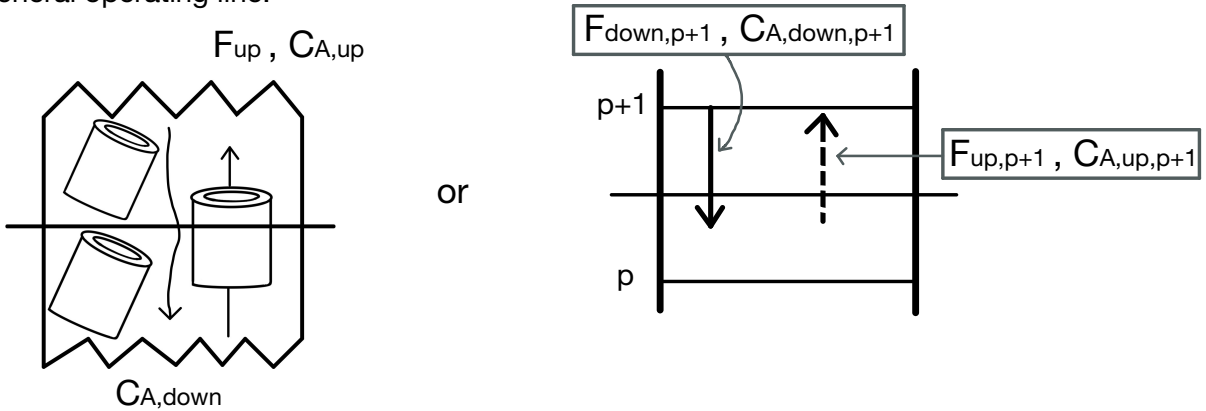 general operating line.
Fup , CA,up
CA,down
or
Fdown,p+1 , CA,down,p+1
p+1
Fup,p+1 , CA,up,p+1
p